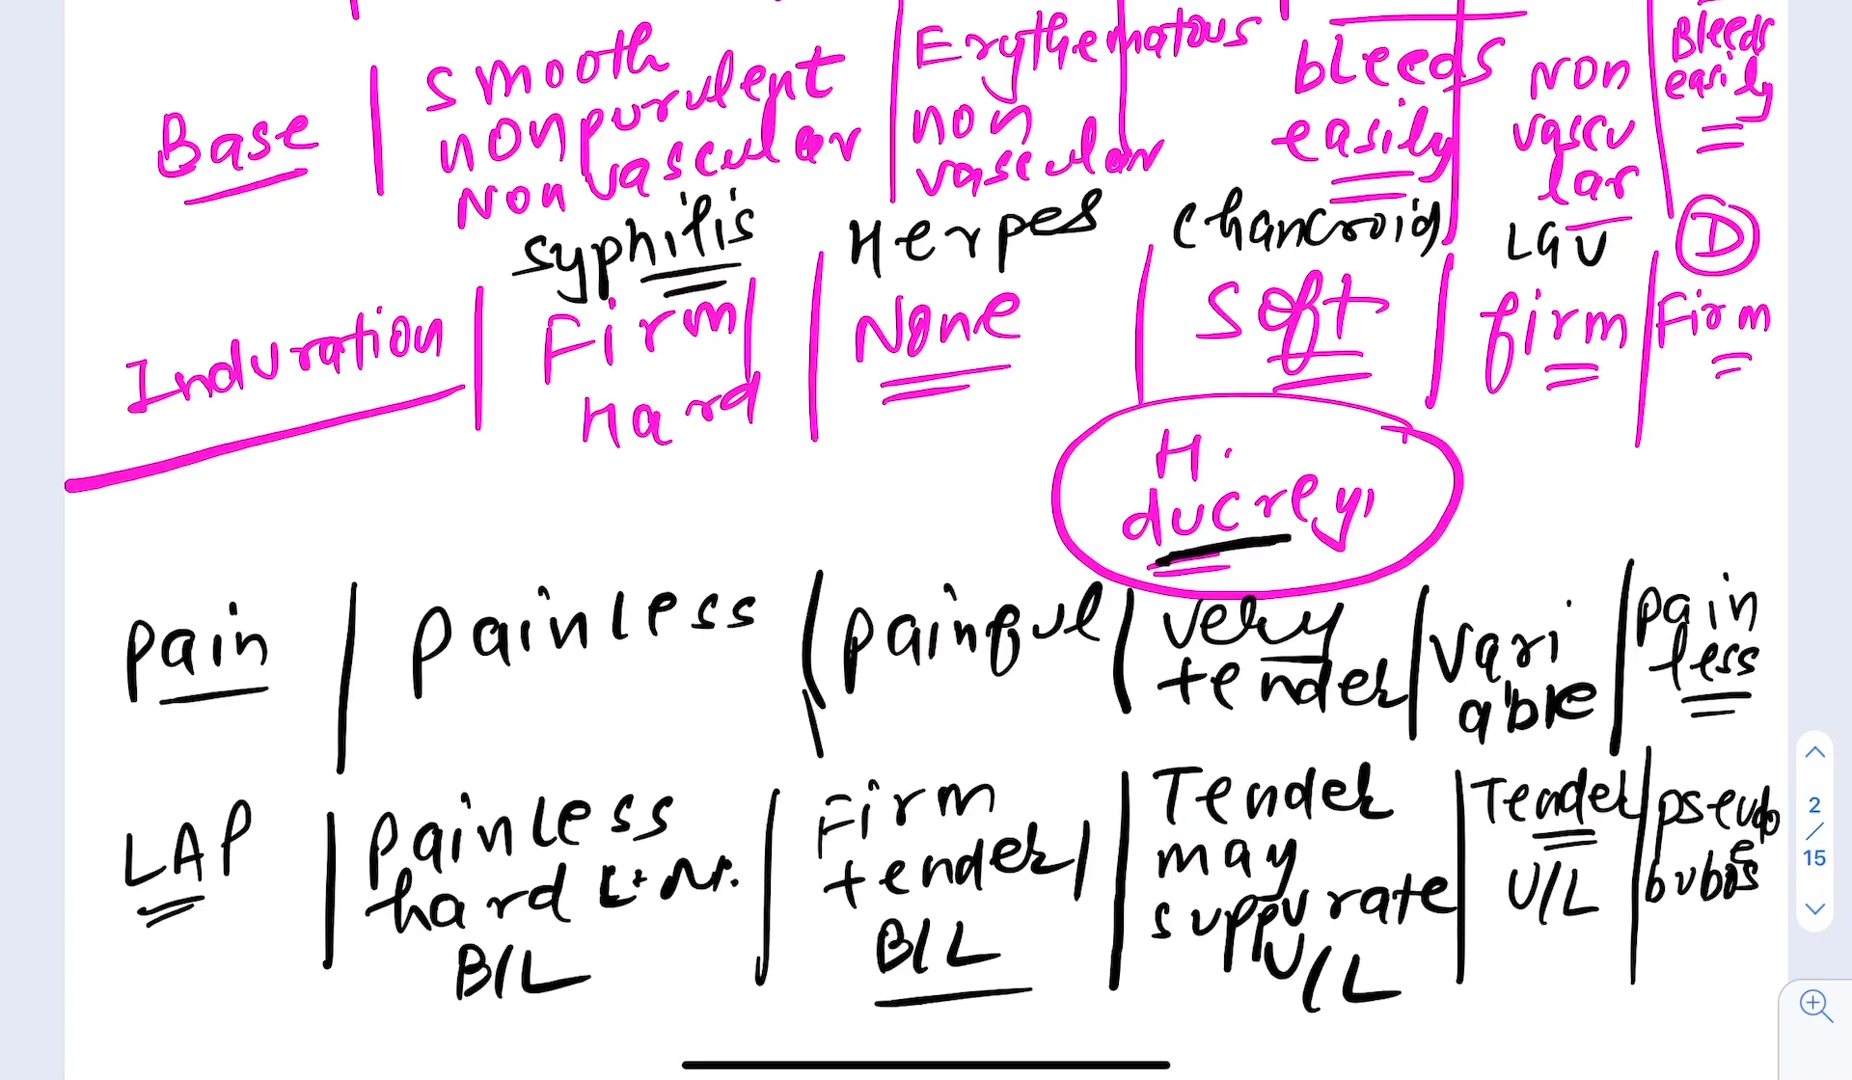 Base | smooth nonpurulent Non vascular | Erythematous non vascular | bleeds easily | Non vascular | Bleeds easily
syphilis Herpes Chancroid LGV D
Induration | Firm Hard | None | Soft | firm | Firm
H. ducreyi
Pain | Painless | painful | very tender | Variable | painless
LAP | Painless hard L+Nr. B/L | Firm tender B/L | Tender may suppurate U/L | Tender U/L | pseudo buboes
2
/
15